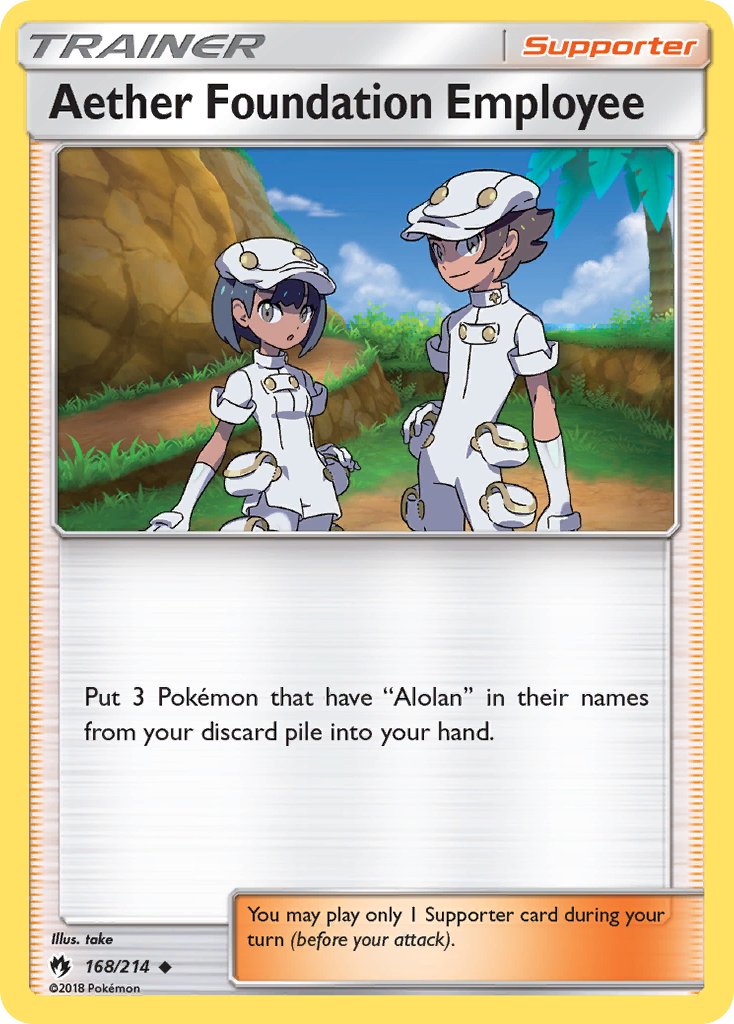 TRAINER
Supporter
Aether Foundation Employee
Put 3 Pokémon that have “Alolan” in their names
from your discard pile into your hand.
You may play only 1 Supporter card during your
turn (before your attack).
Illus. take
168/214
©2018 Pokémon